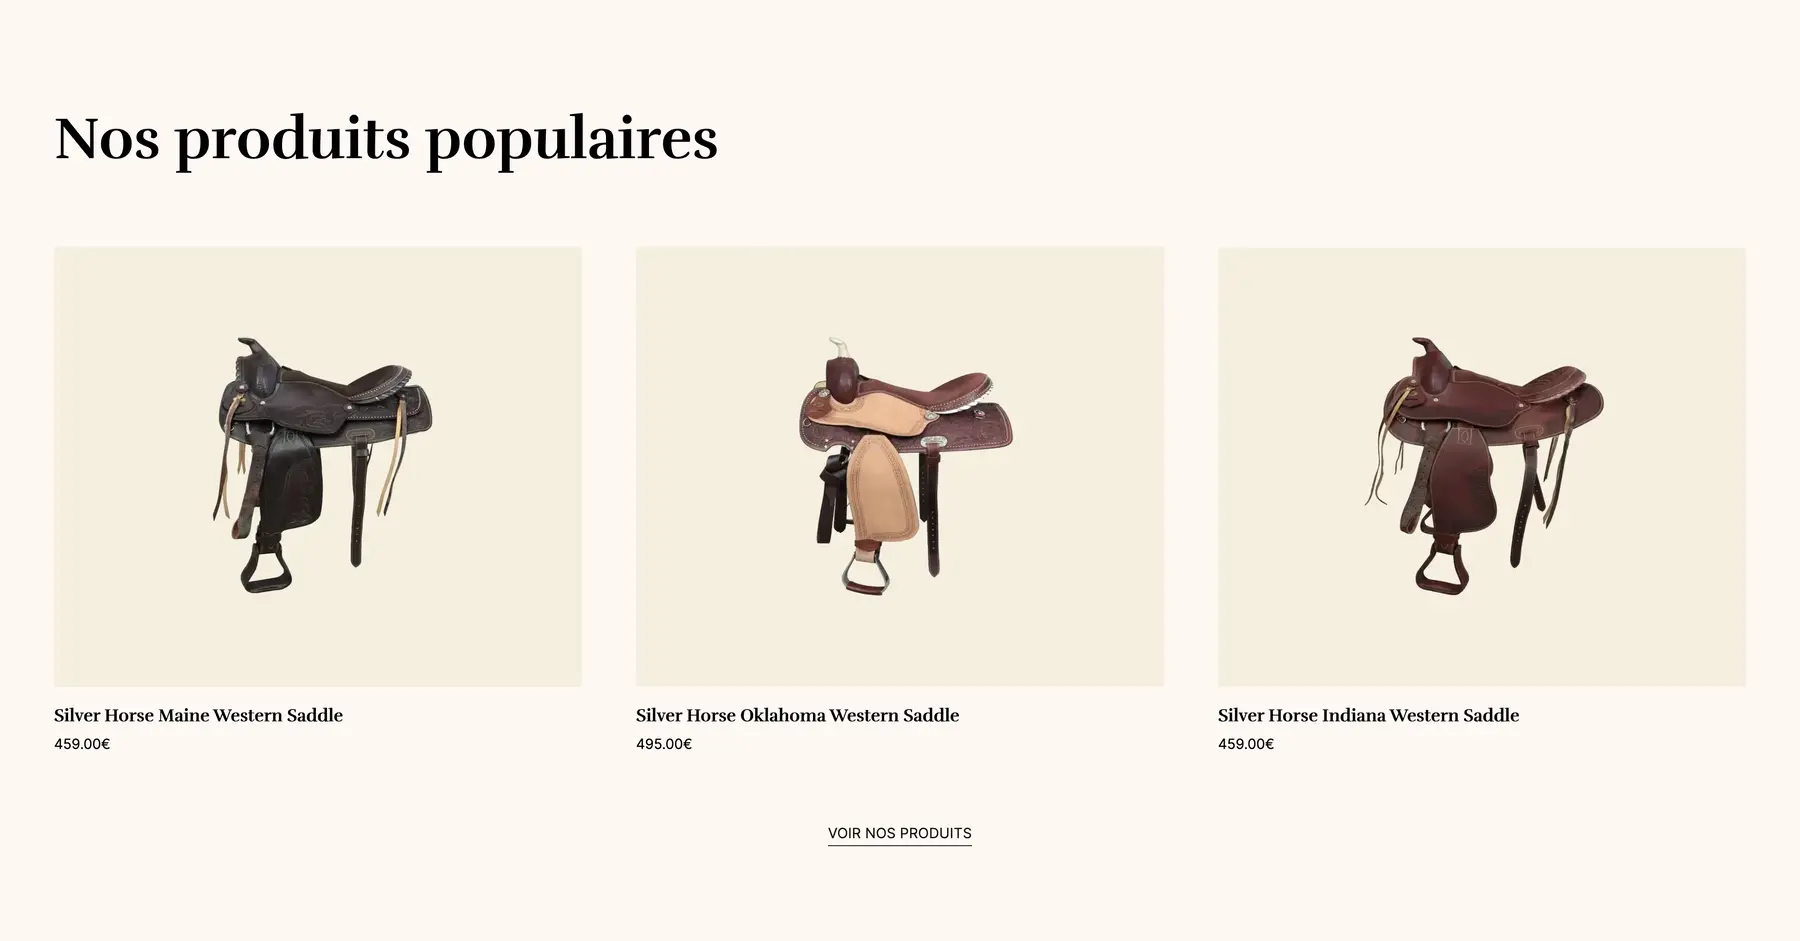 Nos produits populaires
Silver Horse Maine Western Saddle
459.00€
Silver Horse Oklahoma Western Saddle
495.00€
Silver Horse Indiana Western Saddle
459.00€
VOIR NOS PRODUITS